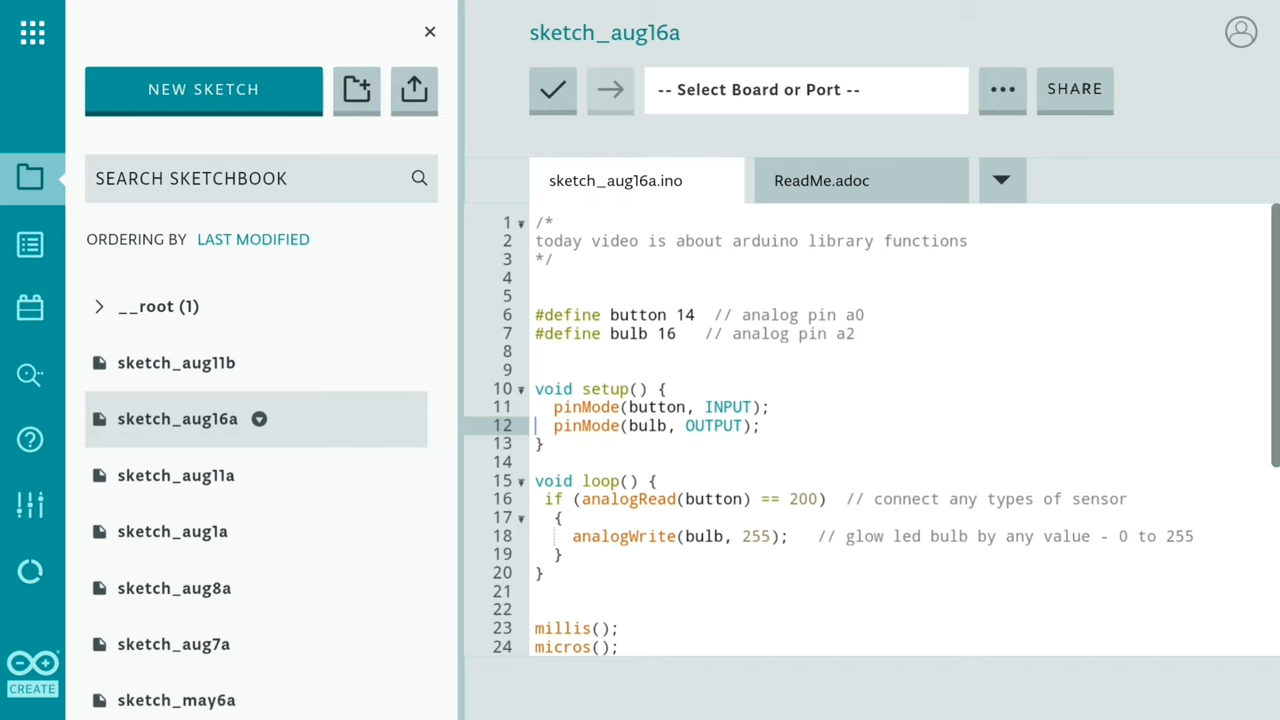 NEW SKETCH
SEARCH SKETCHBOOK
ORDERING BY LAST MODIFIED
__root (1)
sketch_aug11b
sketch_aug16a
sketch_aug11a
sketch_aug1a
sketch_aug8a
sketch_aug7a
sketch_may6a
CREATE
sketch_aug16a
-- Select Board or Port --
SHARE
sketch_aug16a.ino
ReadMe.adoc
1 /*
2 today video is about arduino library functions
3 */
4
5
6 #define button 14  // analog pin a0
7 #define bulb 16   // analog pin a2
8
9
10 void setup() {
11   pinMode(button, INPUT);
12   pinMode(bulb, OUTPUT);
13 }
14
15 void loop() {
16  if (analogRead(button) == 200)  // connect any types of sensor
17   {
18     analogWrite(bulb, 255);   // glow led bulb by any value - 0 to 255
19   }
20 }
21
22
23 millis();
24 micros();